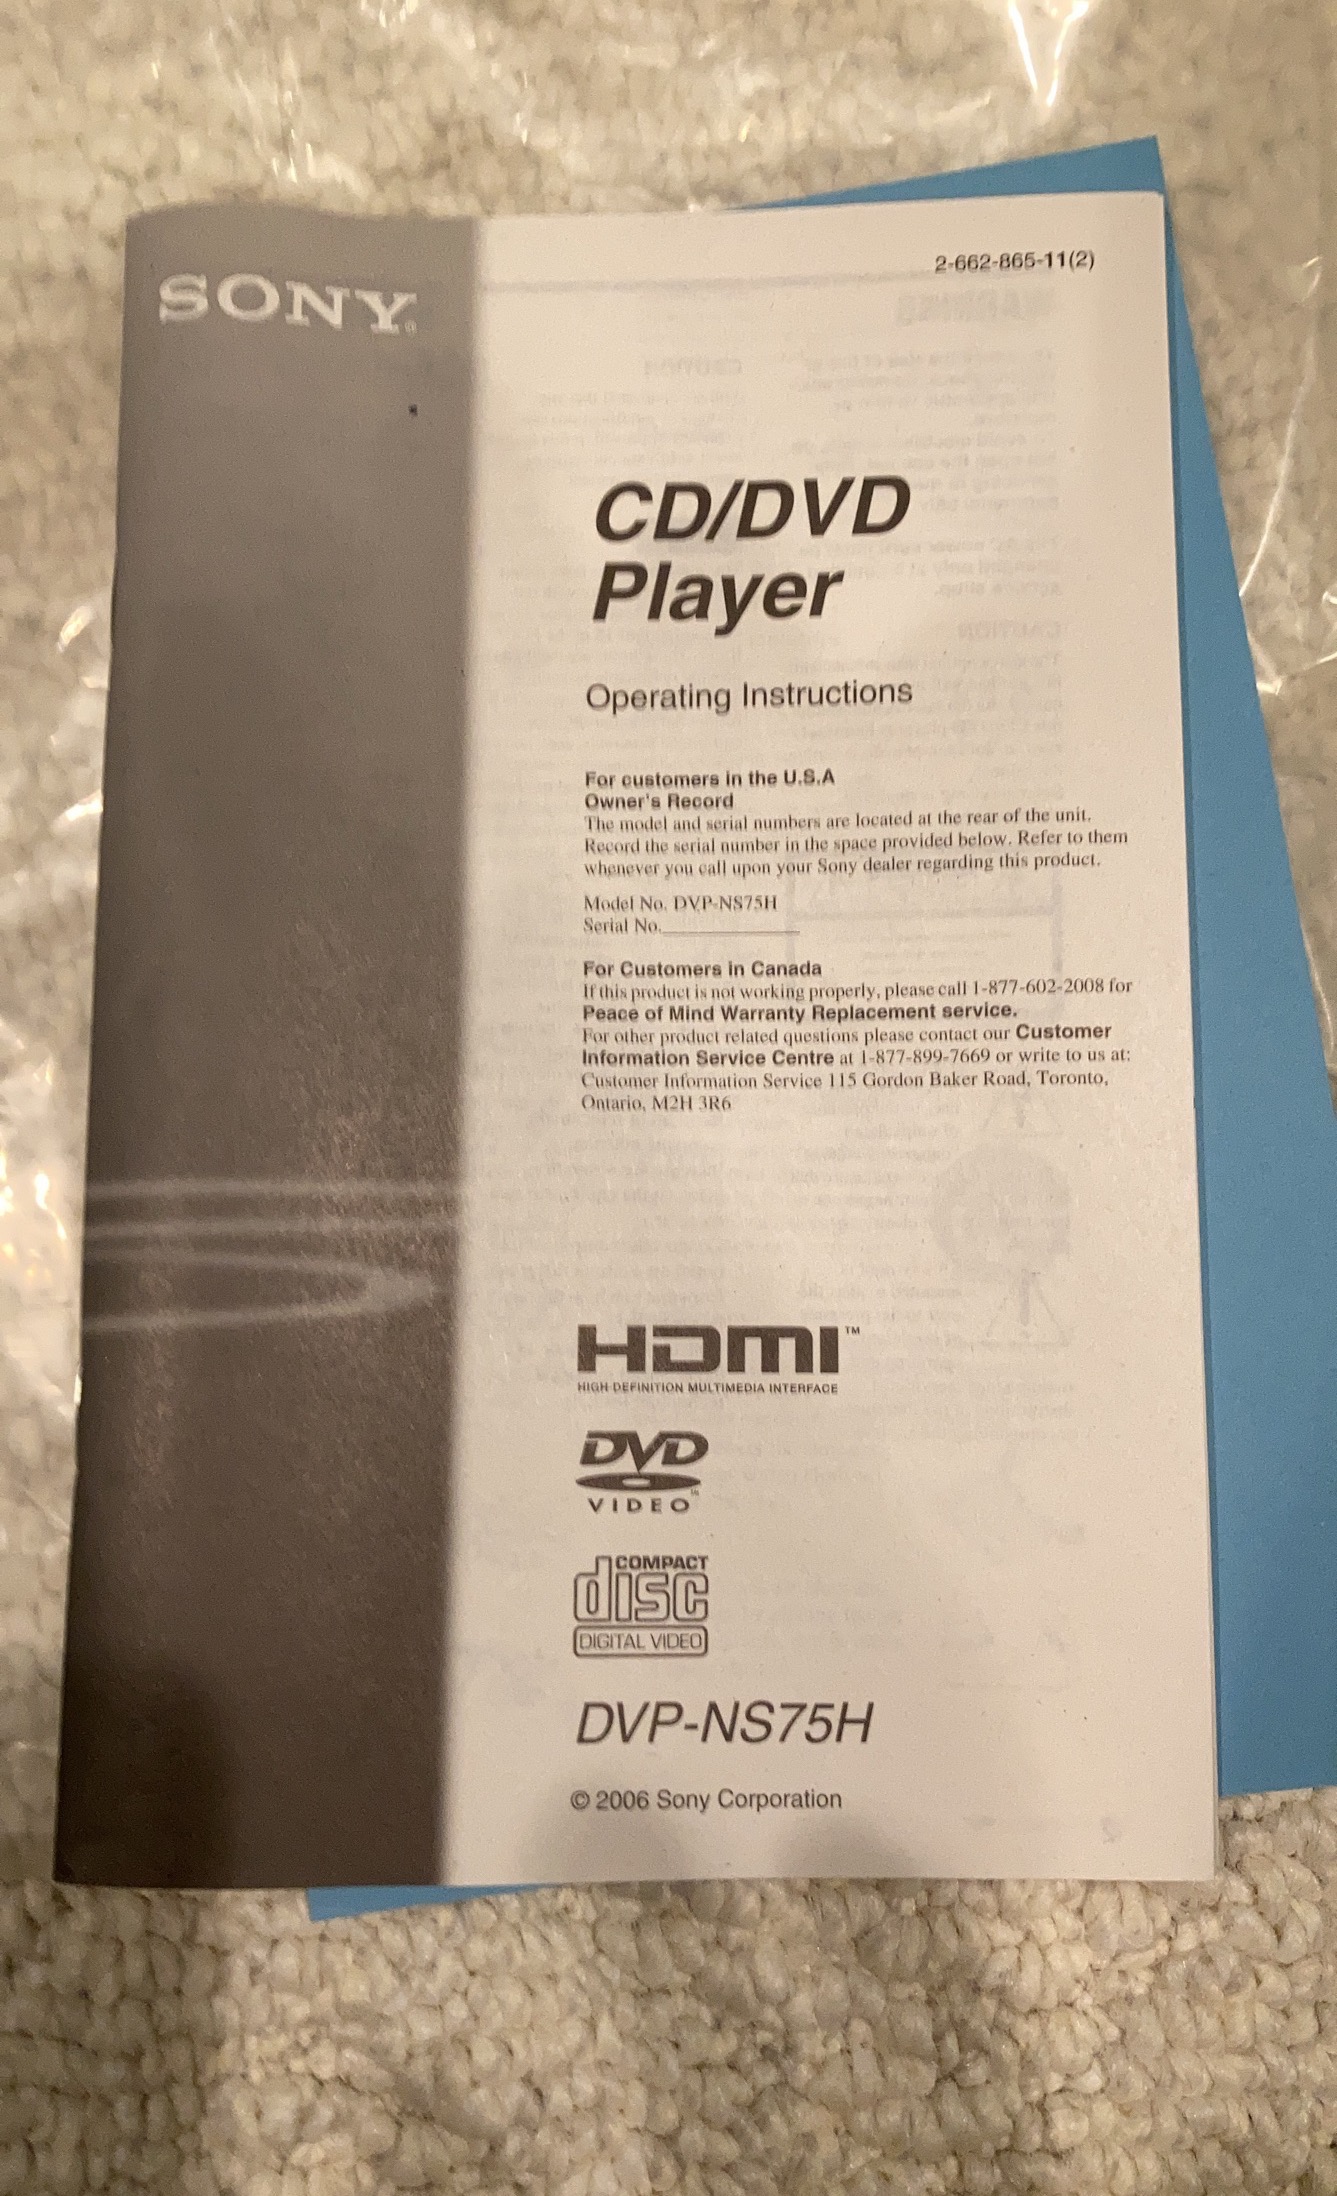 SONY®
2-662-865-11(2)
CD/DVD
Player
Operating Instructions
For customers in the U.S.A
Owner's Record
The model and serial numbers are located at the rear of the unit.
Record the serial number in the space provided below. Refer to them
whenever you call upon your Sony dealer regarding this product.
Model No. DVP-NS75H
Serial No.______________
For Customers in Canada
If this product is not working properly, please call 1-877-602-2008 for
Peace of Mind Warranty Replacement service.
For other product related questions please contact our Customer
Information Service Centre at 1-877-899-7669 or write to us at:
Customer Information Service 115 Gordon Baker Road, Toronto,
Ontario, M2H 3R6
HDMI™
HIGH-DEFINITION MULTIMEDIA INTERFACE
DVD
VIDEO™
COMPACT
disc
DIGITAL VIDEO
DVP-NS75H
© 2006 Sony Corporation